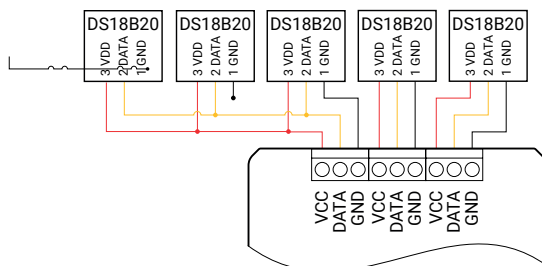 DS18B20 DS18B20 DS18B20 DS18B20 DS18B20
3 VDD 2 DATA 1 GND 3 VDD 2 DATA 1 GND 3 VDD 2 DATA 1 GND 3 VDD 2 DATA 1 GND 3 VDD 2 DATA 1 GND
VCC DATA GND VCC DATA GND VCC DATA GND